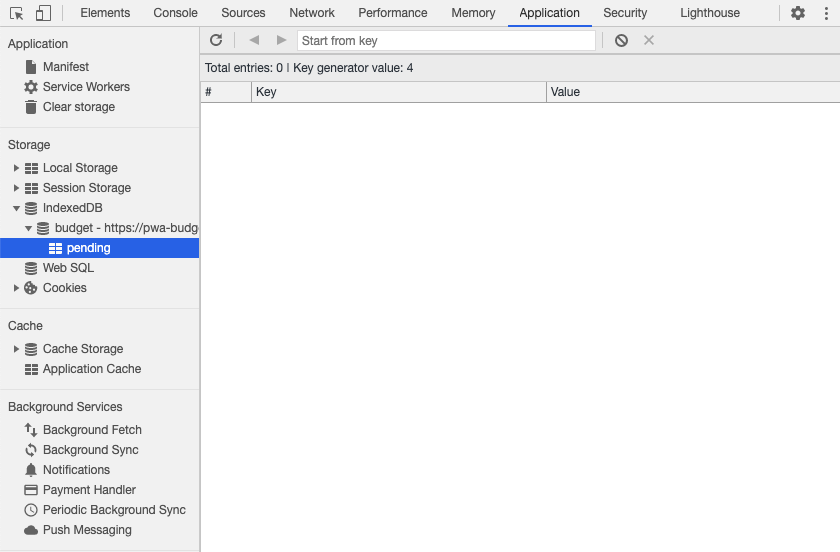 Elements Console Sources Network Performance Memory Application Security Lighthouse
Application
Manifest
Service Workers
Clear storage
Storage
Local Storage
Session Storage
IndexedDB
budget - https://pwa-budg
pending
Web SQL
Cookies
Cache
Cache Storage
Application Cache
Background Services
Background Fetch
Background Sync
Notifications
Payment Handler
Periodic Background Sync
Push Messaging
Start from key
Total entries: 0 | Key generator value: 4
# Key Value